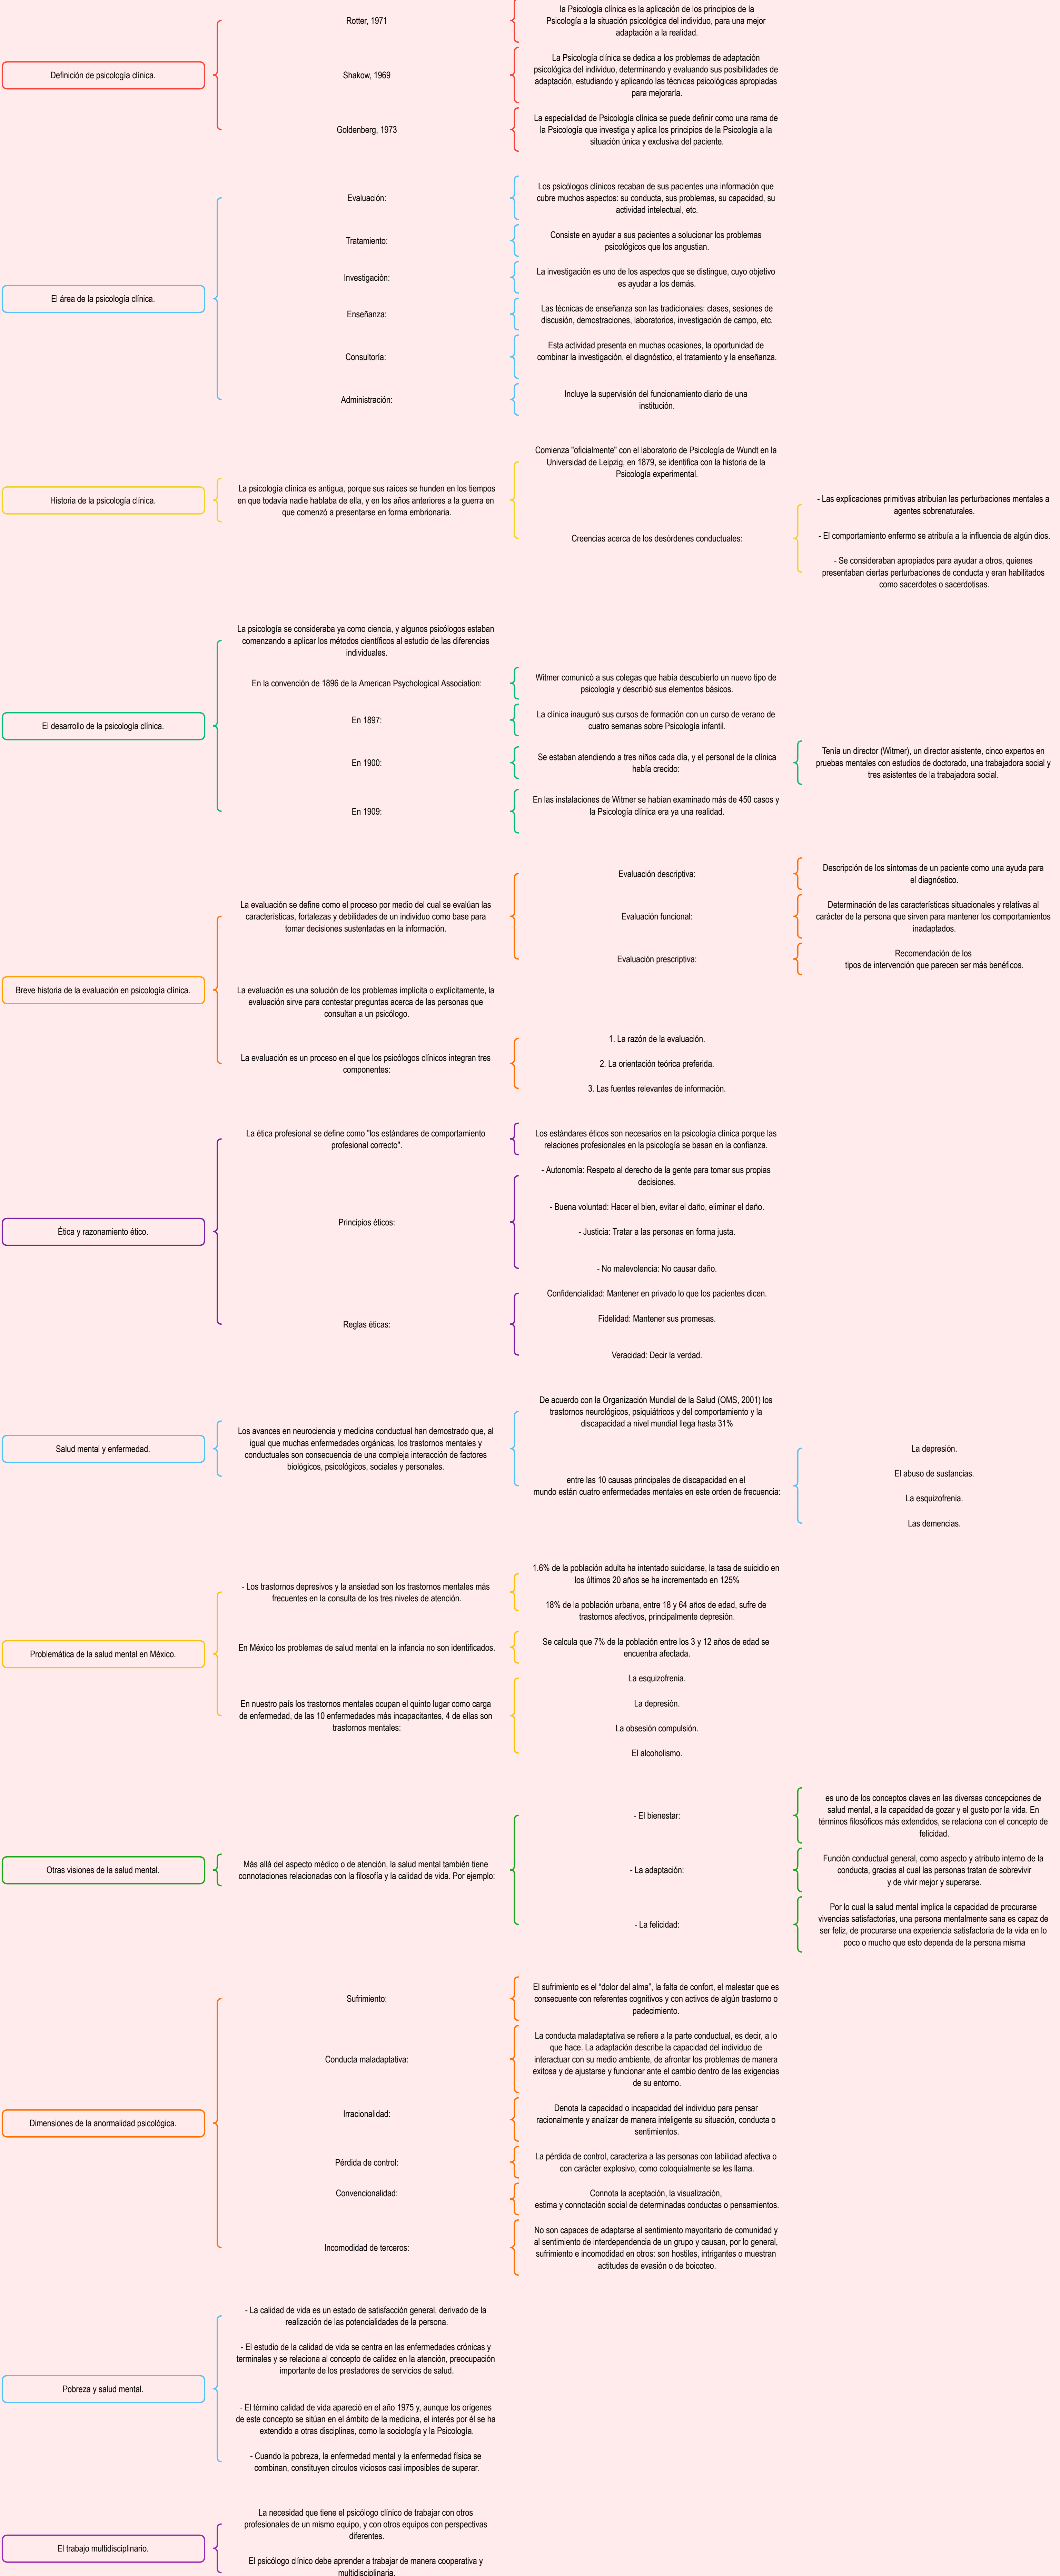 Definición de psicología clínica.
Rotter, 1971
la Psicología clínica es la aplicación de los principios de la
Psicología a la situación psicológica del individuo, para una mejor
adaptación a la realidad.
Shakow, 1969
La Psicología clínica se dedica a los problemas de adaptación
psicológica del individuo, determinando y evaluando sus posibilidades de
adaptación, estudiando y aplicando las técnicas psicológicas apropiadas
para mejorarla.
Goldenberg, 1973
La especialidad de Psicología clínica se puede definir como una rama de
la Psicología que investiga y aplica los principios de la Psicología a la
situación única y exclusiva del paciente.
El área de la psicología clínica.
Evaluación:
Los psicólogos clínicos recaban de sus pacientes una información que
cubre muchos aspectos: su conducta, sus problemas, su capacidad, su
actividad intelectual, etc.
Tratamiento:
Consiste en ayudar a sus pacientes a solucionar los problemas
psicológicos que los angustian.
Investigación:
La investigación es uno de los aspectos que se distingue, cuyo objetivo
es ayudar a los demás.
Enseñanza:
Las técnicas de enseñanza son las tradicionales: clases, sesiones de
discusión, demostraciones, laboratorios, investigación de campo, etc.
Consultoría:
Esta actividad presenta en muchas ocasiones, la oportunidad de
combinar la investigación, el diagnóstico, el tratamiento y la enseñanza.
Administración:
Incluye la supervisión del funcionamiento diario de una
institución.
Historia de la psicología clínica.
La psicología clínica es antigua, porque sus raíces se hunden en los tiempos
en que todavía nadie hablaba de ella, y en los años anteriores a la guerra en
que comenzó a presentarse en forma embrionaria.
Comienza "oficialmente" con el laboratorio de Psicología de Wundt en la
Universidad de Leipzig, en 1879, se identifica con la historia de la
Psicología experimental.
Creencias acerca de los desórdenes conductuales:
- Las explicaciones primitivas atribuían las perturbaciones mentales a
agentes sobrenaturales.
- El comportamiento enfermo se atribuía a la influencia de algún dios.
- Se consideraban apropiados para ayudar a otros, quienes
presentaban ciertas perturbaciones de conducta y eran habilitados
como sacerdotes o sacerdotisas.
El desarrollo de la psicología clínica.
La psicología se consideraba ya como ciencia, y algunos psicólogos estaban
comenzando a aplicar los métodos científicos al estudio de las diferencias
individuales.
En la convención de 1896 de la American Psychological Association:
Witmer comunicó a sus colegas que había descubierto un nuevo tipo de
psicología y describió sus elementos básicos.
En 1897:
La clínica inauguró sus cursos de formación con un curso de verano de
cuatro semanas sobre Psicología infantil.
En 1900:
Se estaban atendiendo a tres niños cada día, y el personal de la clínica
había crecido:
Tenía un director (Witmer), un director asistente, cinco expertos en
pruebas mentales con estudios de doctorado, una trabajadora social y
tres asistentes de la trabajadora social.
En 1909:
En las instalaciones de Witmer se habían examinado más de 450 casos y
la Psicología clínica era ya una realidad.
Breve historia de la evaluación en psicología clínica.
La evaluación se define como el proceso por medio del cual se evalúan las
características, fortalezas y debilidades de un individuo como base para
tomar decisiones sustentadas en la información.
Evaluación descriptiva:
Descripción de los síntomas de un paciente como una ayuda para
el diagnóstico.
Evaluación funcional:
Determinación de las características situacionales y relativas al
carácter de la persona que sirven para mantener los comportamientos
inadaptados.
Evaluación prescriptiva:
Recomendación de los
tipos de intervención que parecen ser más benéficos.
La evaluación es una solución de los problemas implícita o explícitamente, la
evaluación sirve para contestar preguntas acerca de las personas que
consultan a un psicólogo.
La evaluación es un proceso en el que los psicólogos clínicos integran tres
componentes:
1. La razón de la evaluación.
2. La orientación teórica preferida.
3. Las fuentes relevantes de información.
Ética y razonamiento ético.
La ética profesional se define como "los estándares de comportamiento
profesional correcto".
Los estándares éticos son necesarios en la psicología clínica porque las
relaciones profesionales en la psicología se basan en la confianza.
Principios éticos:
- Autonomía: Respeto al derecho de la gente para tomar sus propias
decisiones.
- Buena voluntad: Hacer el bien, evitar el daño, eliminar el daño.
- Justicia: Tratar a las personas en forma justa.
- No malevolencia: No causar daño.
Reglas éticas:
Confidencialidad: Mantener en privado lo que los pacientes dicen.
Fidelidad: Mantener sus promesas.
Veracidad: Decir la verdad.
Salud mental y enfermedad.
Los avances en neurociencia y medicina conductual han demostrado que, al
igual que muchas enfermedades orgánicas, los trastornos mentales y
conductuales son consecuencia de una compleja interacción de factores
biológicos, psicológicos, sociales y personales.
De acuerdo con la Organización Mundial de la Salud (OMS, 2001) los
trastornos neurológicos, psiquiátricos y del comportamiento y la
discapacidad a nivel mundial llega hasta 31%
entre las 10 causas principales de discapacidad en el
mundo están cuatro enfermedades mentales en este orden de frecuencia:
La depresión.
El abuso de sustancias.
La esquizofrenia.
Las demencias.
Problemática de la salud mental en México.
- Los trastornos depresivos y la ansiedad son los trastornos mentales más
frecuentes en la consulta de los tres niveles de atención.
1.6% de la población adulta ha intentado suicidarse, la tasa de suicidio en
los últimos 20 años se ha incrementado en 125%
18% de la población urbana, entre 18 y 64 años de edad, sufre de
trastornos afectivos, principalmente depresión.
En México los problemas de salud mental en la infancia no son identificados.
Se calcula que 7% de la población entre los 3 y 12 años de edad se
encuentra afectada.
En nuestro país los trastornos mentales ocupan el quinto lugar como carga
de enfermedad, de las 10 enfermedades más incapacitantes, 4 de ellas son
trastornos mentales:
La esquizofrenia.
La depresión.
La obsesión compulsión.
El alcoholismo.
Otras visiones de la salud mental.
Más allá del aspecto médico o de atención, la salud mental también tiene
connotaciones relacionadas con la filosofía y la calidad de vida. Por ejemplo:
- El bienestar:
es uno de los conceptos claves en las diversas concepciones de
salud mental, a la capacidad de gozar y el gusto por la vida. En
términos filosóficos más extendidos, se relaciona con el concepto de
felicidad.
- La adaptación:
Función conductual general, como aspecto y atributo interno de la
conducta, gracias al cual las personas tratan de sobrevivir
y de vivir mejor y superarse.
- La felicidad:
Por lo cual la salud mental implica la capacidad de procurarse
vivencias satisfactorias, una persona mentalmente sana es capaz de
ser feliz, de procurarse una experiencia satisfactoria de la vida en lo
poco o mucho que esto dependa de la persona misma
Dimensiones de la anormalidad psicológica.
Sufrimiento:
El sufrimiento es el “dolor del alma”, la falta de confort, el malestar que es
consecuente con referentes cognitivos y con activos de algún trastorno o
padecimiento.
Conducta maladaptativa:
La conducta maladaptativa se refiere a la parte conductual, es decir, a lo
que hace. La adaptación describe la capacidad del individuo de
interactuar con su medio ambiente, de afrontar los problemas de manera
exitosa y de ajustarse y funcionar ante el cambio dentro de las exigencias
de su entorno.
Irracionalidad:
Denota la capacidad o incapacidad del individuo para pensar
racionalmente y analizar de manera inteligente su situación, conducta o
sentimientos.
Pérdida de control:
La pérdida de control, caracteriza a las personas con labilidad afectiva o
con carácter explosivo, como coloquialmente se les llama.
Convencionalidad:
Connota la aceptación, la visualización,
estima y connotación social de determinadas conductas o pensamientos.
Incomodidad de terceros:
No son capaces de adaptarse al sentimiento mayoritario de comunidad y
al sentimiento de interdependencia de un grupo y causan, por lo general,
sufrimiento e incomodidad en otros: son hostiles, intrigantes o muestran
actitudes de evasión o de boicoteo.
Pobreza y salud mental.
- La calidad de vida es un estado de satisfacción general, derivado de la
realización de las potencialidades de la persona.
- El estudio de la calidad de vida se centra en las enfermedades crónicas y
terminales y se relaciona al concepto de calidez en la atención, preocupación
importante de los prestadores de servicios de salud.
- El término calidad de vida apareció en el año 1975 y, aunque los orígenes
de este concepto se sitúan en el ámbito de la medicina, el interés por él se ha
extendido a otras disciplinas, como la sociología y la Psicología.
- Cuando la pobreza, la enfermedad mental y la enfermedad física se
combinan, constituyen círculos viciosos casi imposibles de superar.
El trabajo multidisciplinario.
La necesidad que tiene el psicólogo clínico de trabajar con otros
profesionales de un mismo equipo, y con otros equipos con perspectivas
diferentes.
El psicólogo clínico debe aprender a trabajar de manera cooperativa y
multidisciplinaria.